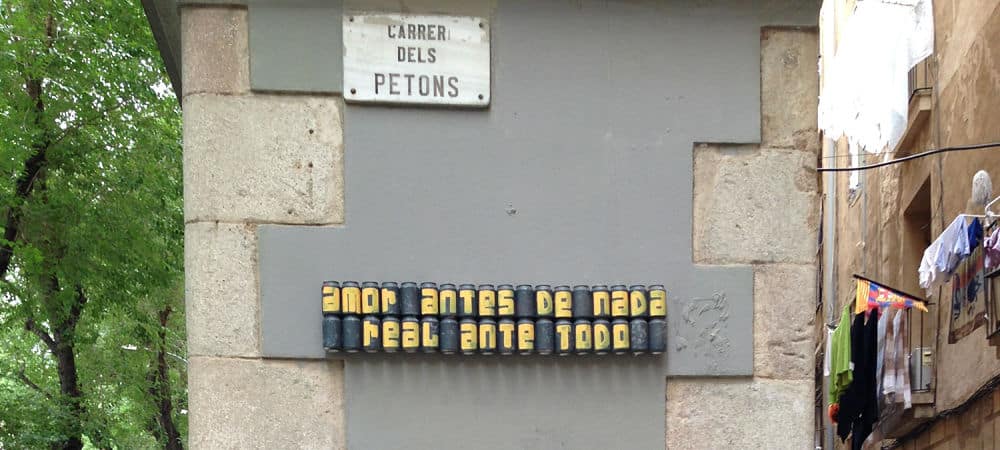 CARRER
DELS
PETONS
amor antes de nada
real ante todo